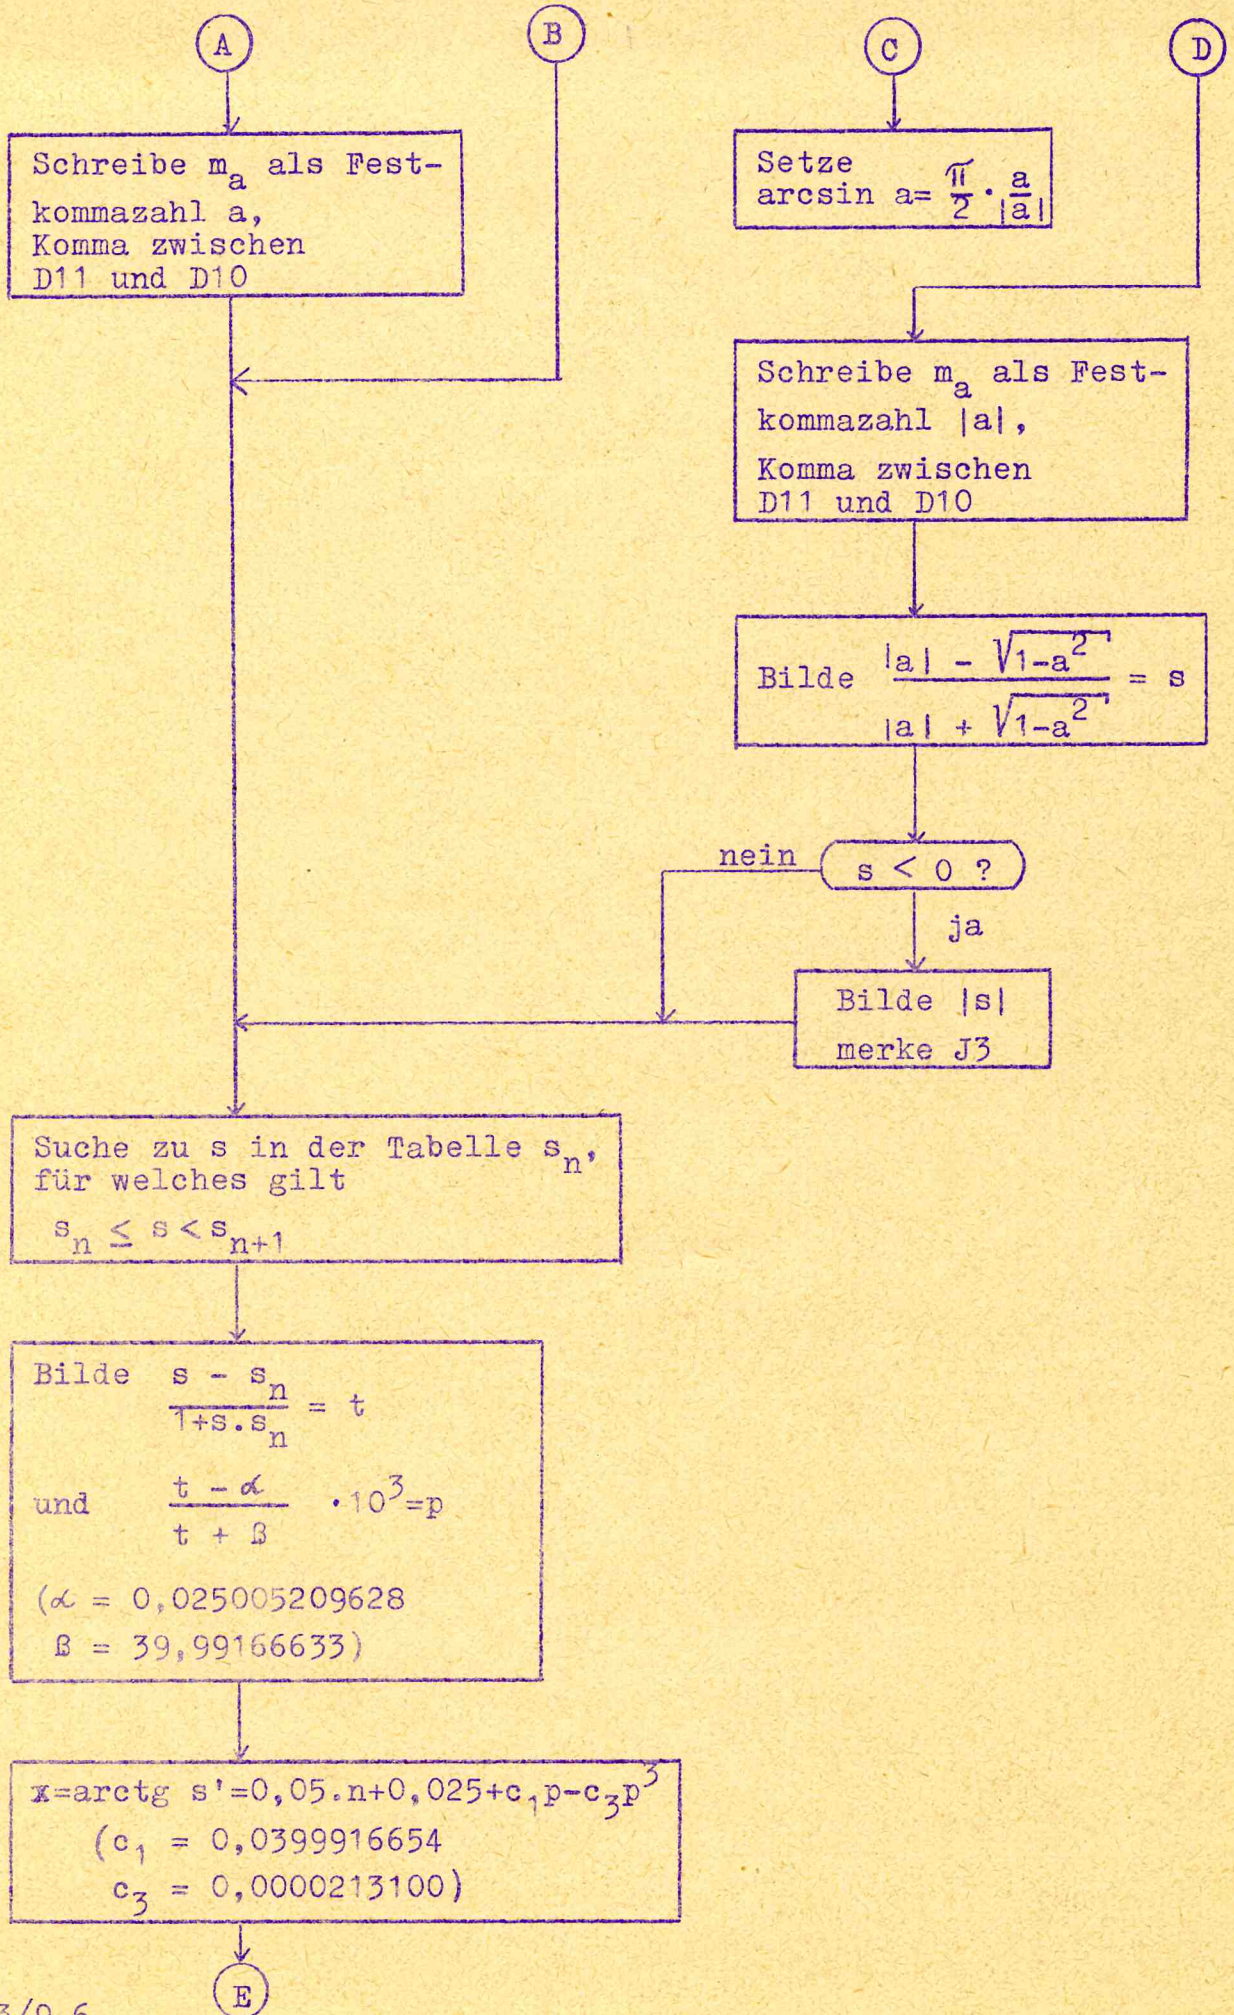 A
B
C
D
Schreibe m_a als Fest-
kommazahl a,
Komma zwischen
D11 und D10
Setze
arcsin a= π/2 · a/|a|
Schreibe m_a als Fest-
kommazahl |a|,
Komma zwischen
D11 und D10
Bilde (|a| - √1-a²)/(|a| + √1-a²) = s
nein
s < 0 ?
ja
Bilde |s|
merke J3
Suche zu s in der Tabelle s_n,
für welches gilt
s_n ≤ s < s_n+1
Bilde (s - s_n)/(1+s.s_n) = t
und (t - α)/(t + ß) ·10³=p
(α = 0,025005209628
ß = 39,99166633)
x=arctg s'=0,05.n+0,025+c₁p-c₃p³
(c₁ = 0,0399916654
c₃ = 0,0000213100)
E